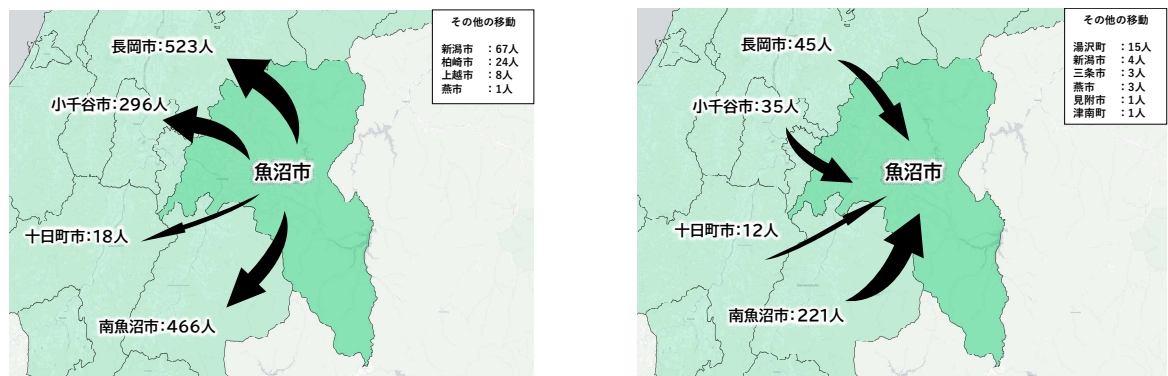 その他の移動
新潟市 :67人
柏崎市 :24人
上越市 :8人
燕市 :1人
長岡市:523人
小千谷市:296人
魚沼市
十日町市:18人
南魚沼市:466人
その他の移動
湯沢町 :15人
新潟市 :4人
三条市 :3人
燕市 :3人
見附市 :1人
津南町 :1人
長岡市:45人
小千谷市:35人
魚沼市
十日町市:12人
南魚沼市:221人